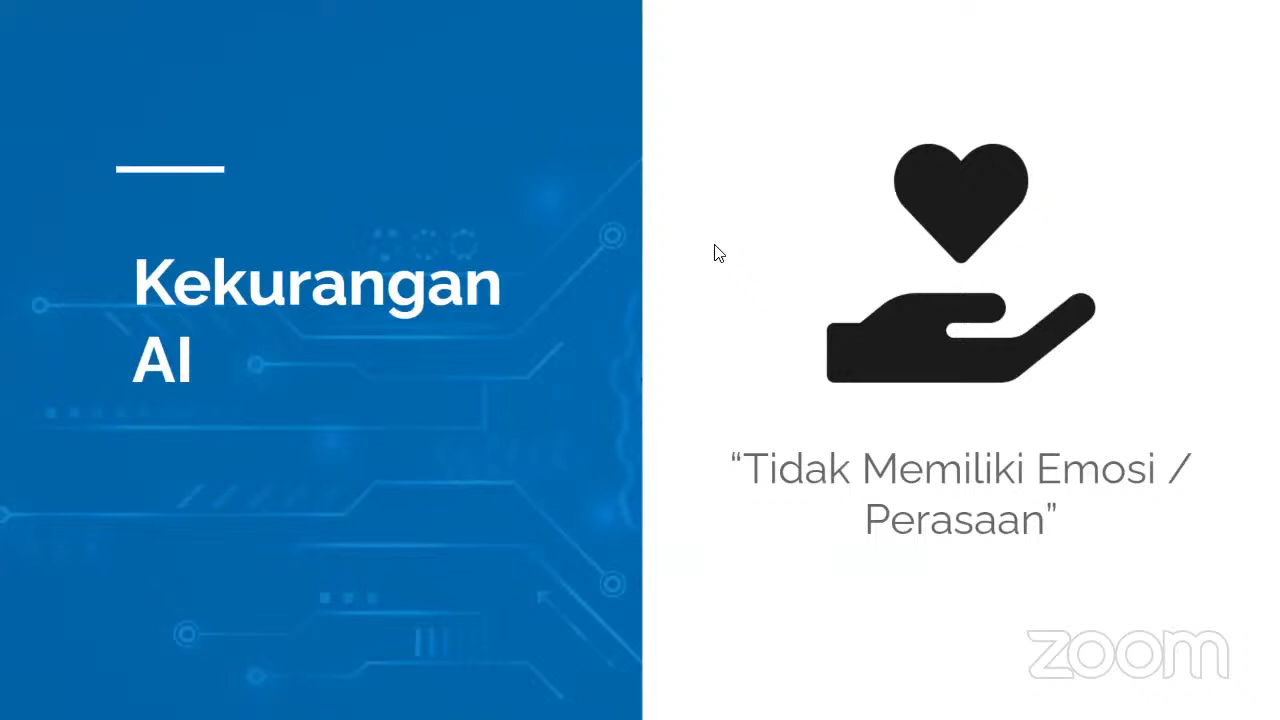 Kekurangan
AI
“Tidak Memiliki Emosi /
Perasaan”
zoom